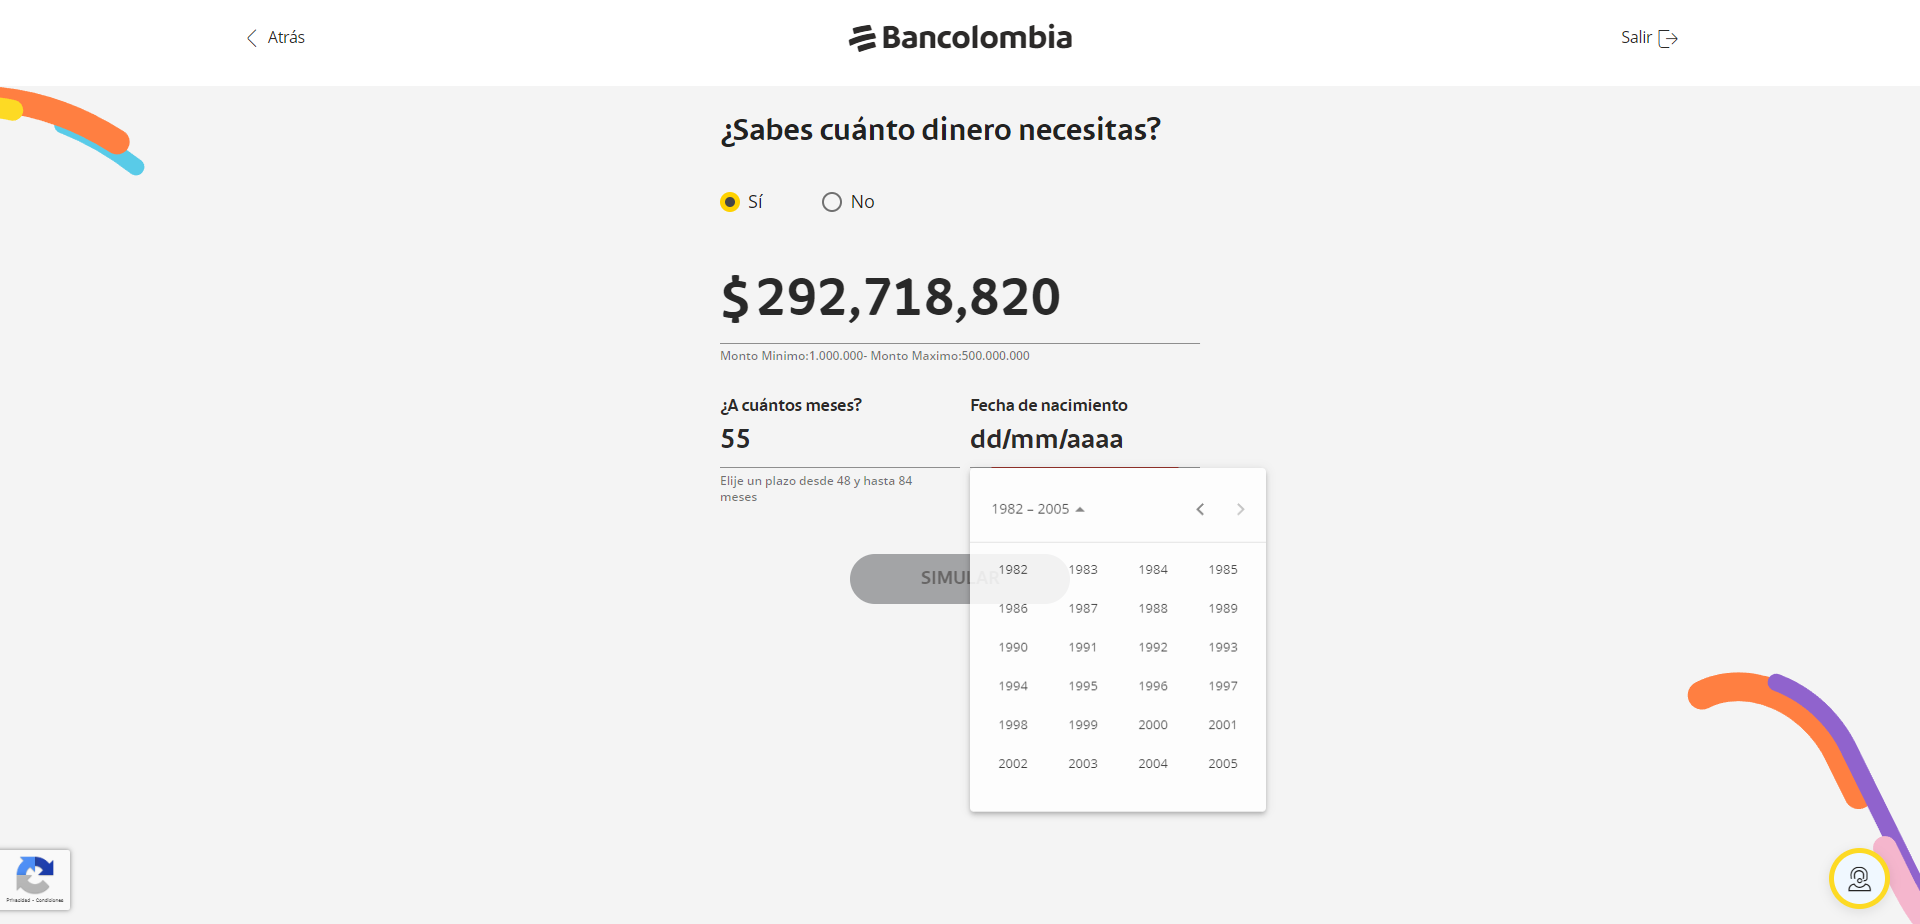 Atrás
Bancolombia
Salir
¿Sabes cuánto dinero necesitas?
Sí
No
$ 292,718,820
Monto Minimo:1.000.000- Monto Maximo:500.000.000
¿A cuántos meses?
Fecha de nacimiento
55
dd/mm/aaaa
Elije un plazo desde 48 y hasta 84
meses
1982 – 2005
SIMULAR
1982 1983 1984 1985
1986 1987 1988 1989
1990 1991 1992 1993
1994 1995 1996 1997
1998 1999 2000 2001
2002 2003 2004 2005
Privacidad - Condiciones